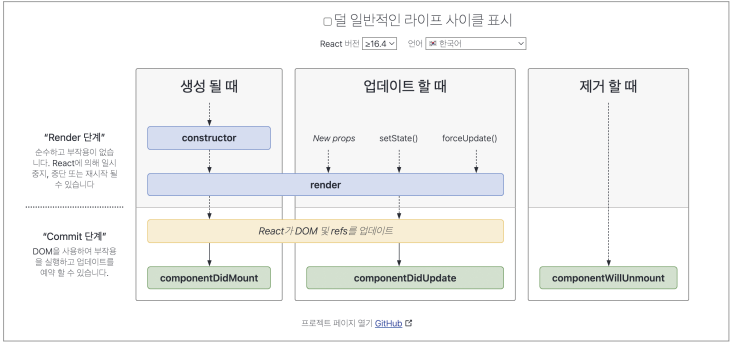 덜 일반적인 라이프 사이클 표시
React 버전 ≥16.4 언어 🇰🇷 한국어
생성 될 때
업데이트 할 때
제거 할 때
"Render 단계"
순수하고 부작용이 없습니
다. React에 의해 일시
중지, 중단 또는 재시작 될
수 있습니다
constructor
New props
setState()
forceUpdate()
render
"Commit 단계"
DOM을 사용하여 부작용
을 실행하고 업데이트를
예약 할 수 있습니다.
React가 DOM 및 refs를 업데이트
componentDidMount
componentDidUpdate
componentWillUnmount
프로젝트 페이지 열기 GitHub